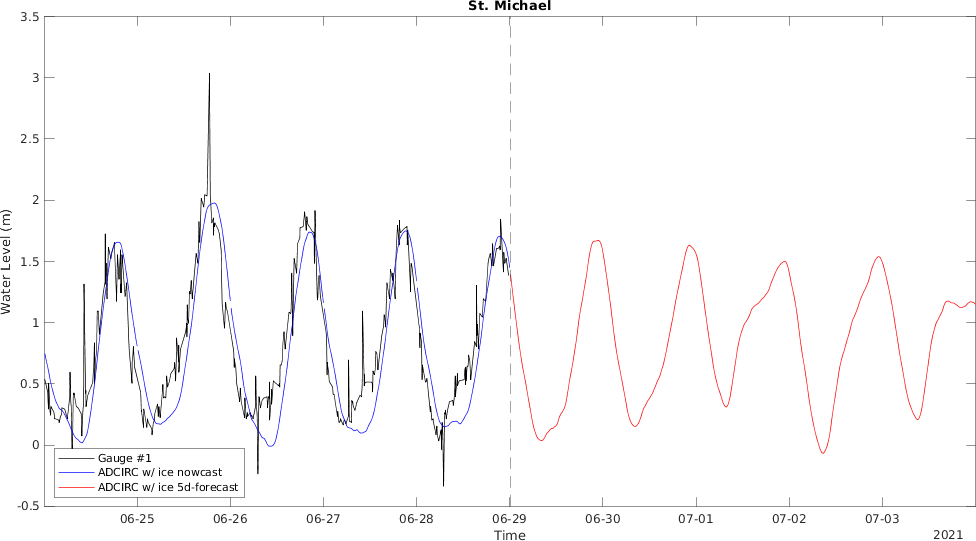 St. Michael
3.5
3
2.5
2
1.5
1
0.5
0
-0.5
Water Level (m)
Gauge #1
ADCIRC w/ ice nowcast
ADCIRC w/ ice 5d-forecast
06-25 06-26 06-27 06-28 06-29 06-30 07-01 07-02 07-03
Time
2021